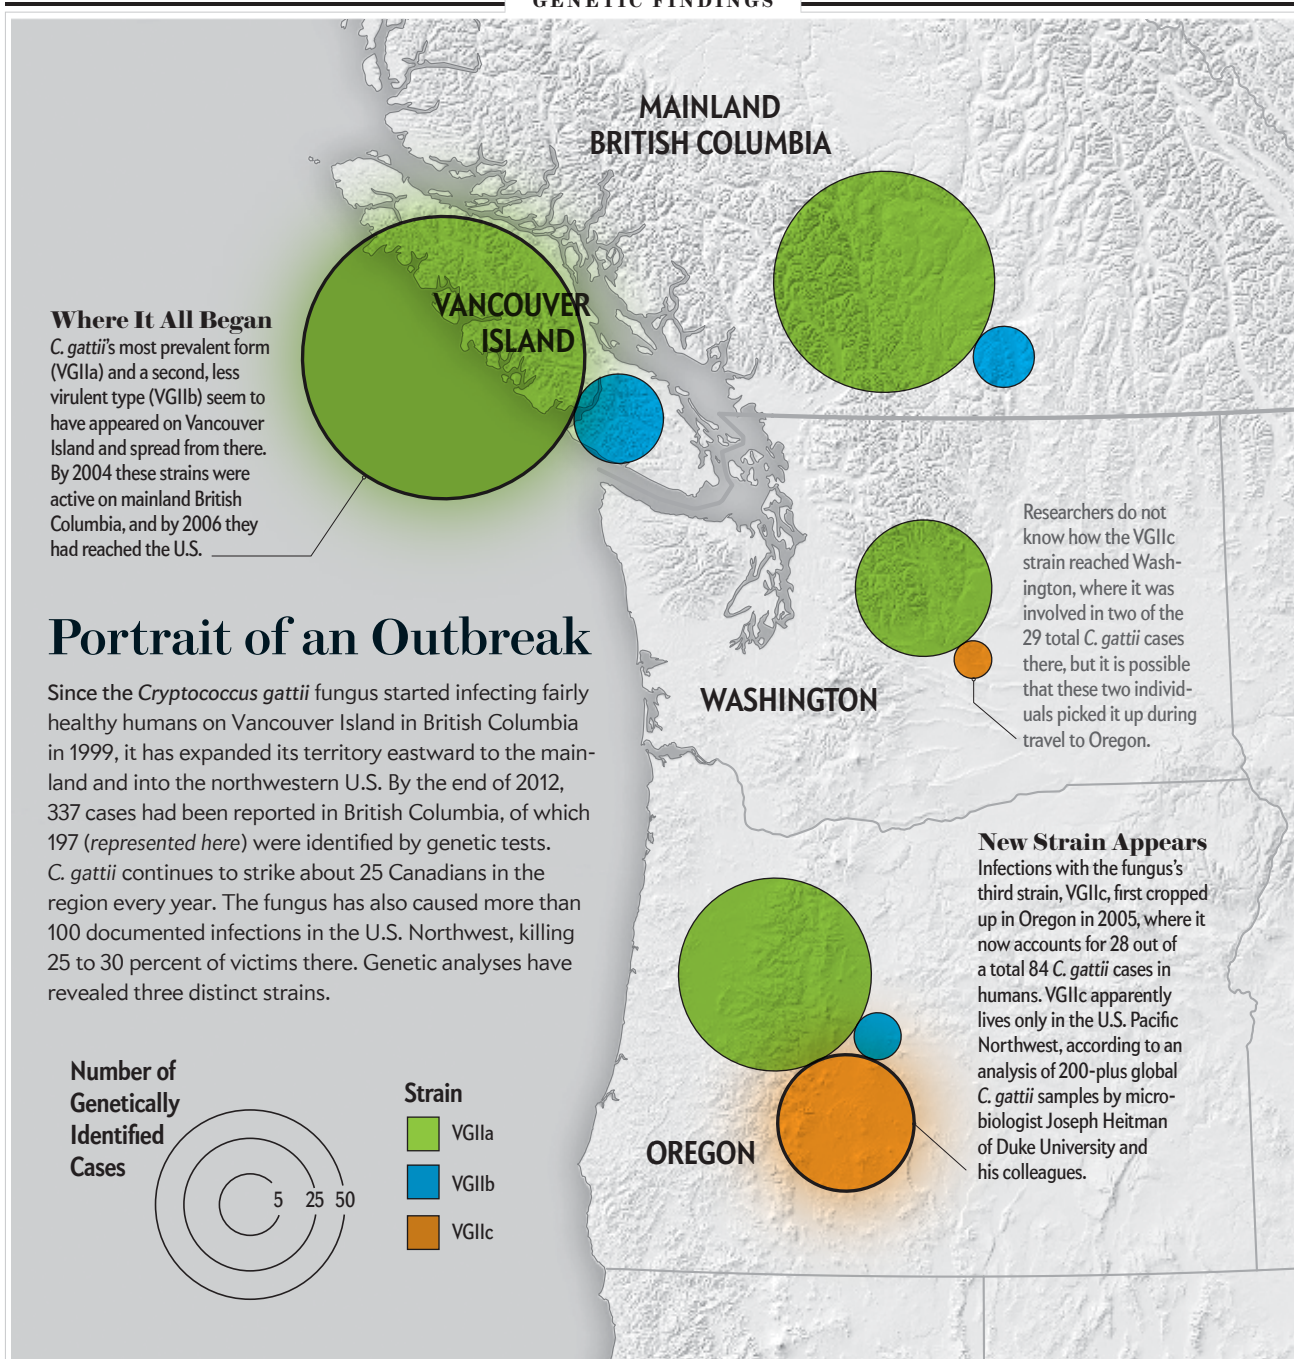 GENETIC FINDINGS
MAINLAND
BRITISH COLUMBIA
VANCOUVER
ISLAND
Where It All Began
C. gattii’s most prevalent form
(VGIIa) and a second, less
virulent type (VGIIb) seem to
have appeared on Vancouver
Island and spread from there.
By 2004 these strains were
active on mainland British
Columbia, and by 2006 they
had reached the U.S.
Researchers do not
know how the VGIIc
strain reached Wash-
ington, where it was
involved in two of the
29 total C. gattii cases
there, but it is possible
that these two individ-
uals picked it up during
travel to Oregon.
WASHINGTON
Portrait of an Outbreak
Since the Cryptococcus gattii fungus started infecting fairly
healthy humans on Vancouver Island in British Columbia
in 1999, it has expanded its territory eastward to the main-
land and into the northwestern U.S. By the end of 2012,
337 cases had been reported in British Columbia, of which
197 (represented here) were identified by genetic tests.
C. gattii continues to strike about 25 Canadians in the
region every year. The fungus has also caused more than
100 documented infections in the U.S. Northwest, killing
25 to 30 percent of victims there. Genetic analyses have
revealed three distinct strains.
New Strain Appears
Infections with the fungus’s
third strain, VGIIc, first cropped
up in Oregon in 2005, where it
now accounts for 28 out of
a total 84 C. gattii cases in
humans. VGIIc apparently
lives only in the U.S. Pacific
Northwest, according to an
analysis of 200-plus global
C. gattii samples by micro-
biologist Joseph Heitman
of Duke University and
his colleagues.
OREGON
Number of
Genetically
Identified
Cases
5 25 50
Strain
VGIIa
VGIIb
VGIIc